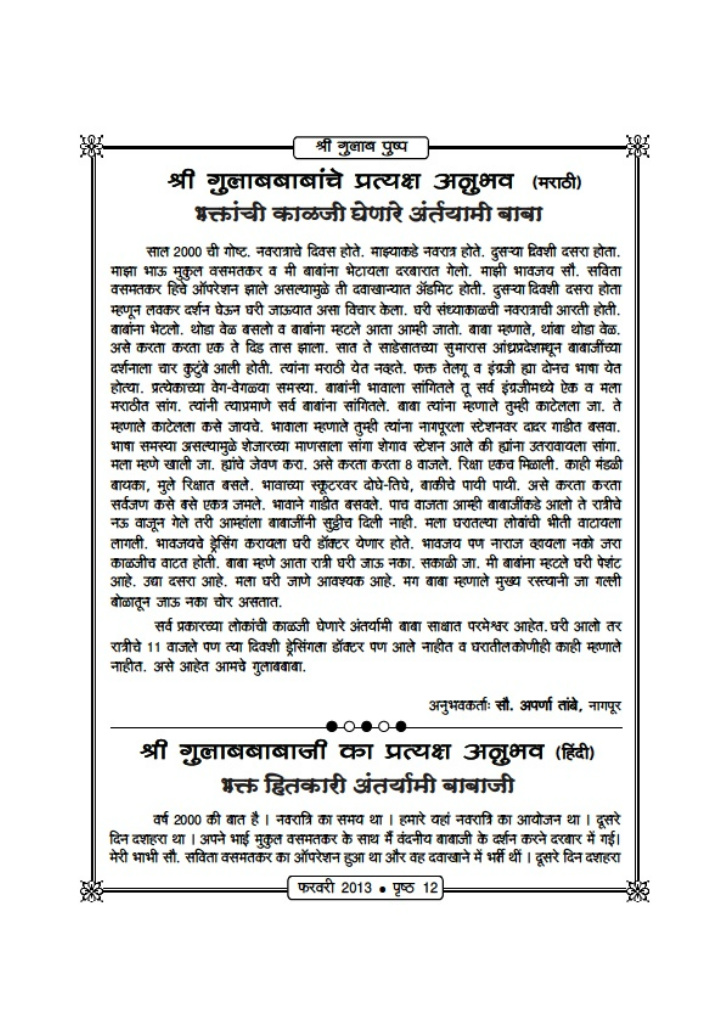 श्री गुलाब पुष्प
श्री गुलाबबाबांचे प्रत्यक्ष अनुभव (मराठी)
भक्तांची काळजी घेणारे अंर्तयामी बाबा
साल 2000 ची गोष्ट. नवरात्राचे दिवस होते. माझ्याकडे नवरात्र होते. दुसऱ्या दिवशी दसरा होता.
माझा भाऊ मुकुल वसमतकर व मी बाबांना भेटायला दरबारात गेलो. माझी भावजय सौ. सविता
वसमतकर हिचे ऑपरेशन झाले असल्यामुळे ती दवाखान्यात ॲडमिट होती. दुसऱ्या दिवशी दसरा होता
म्हणून लवकर दर्शन घेऊन घरी जाऊयात असा विचार केला. घरी संध्याकाळची नवरात्राची आरती होती.
बाबांना भेटलो. थोडा वेळ बसलो व बाबांना म्हटले आता आम्ही जातो. बाबा म्हणाले, थांबा थोडा वेळ.
असे करता करता एक ते दिड तास झाला. सात ते साडेसातच्या सुमारास आंध्रप्रदेशामधून बाबाजींच्या
दर्शनाला चार कुटुंबे आली होती. त्यांना मराठी येत नव्हते. फक्त तेलगू व इंग्रजी ह्या दोनच भाषा येत
होत्या. प्रत्येकाच्या वेग-वेगळ्या समस्या. बाबांनी भावाला सांगितले तू सर्व इंग्रजीमध्ये ऐक व मला
मराठीत सांग. त्यांनी त्याप्रमाणे सर्व बाबांना सांगितले. बाबा त्यांना म्हणाले तुम्ही काटेलला जा. ते
म्हणाले काटेलला कसे जायचे. भावाला म्हणाले तुम्ही त्यांना नागपूरला स्टेशनवर दादर गाडीत बसवा.
भाषा समस्या असल्यामुळे शेजारच्या माणसाला सांगा शेगाव स्टेशन आले की ह्यांना उतरावायला सांगा.
मला म्हणे खाली जा. ह्यांचे जेवण करा. असे करता करता 8 वाजले. रिक्षा एकच मिळाली. काही मंडळी
बायका, मुले रिक्षात बसले. भावाच्या स्कूटरवर दोघे-तिघे, बाकीचे पायी पायी. असे करता करता
सर्वजण कसे बसे एकत्र जमले. भावाने गाडीत बसवले. पाच वाजता आम्ही बाबाजींकडे आलो ते रात्रीचे
नऊ वाजून गेले तरी आम्हांला बाबाजींनी सुट्टीच दिली नाही. मला घरातल्या लोकांची भीती वाटायला
लागली. भावजयचे ड्रेसिंग करायला घरी डॉक्टर येणार होते. भावजय पण नाराज व्हायला नको जरा
काळजीच वाटत होती. बाबा म्हणे आता रात्री घरी जाऊ नका. सकाळी जा. मी बाबांना म्हटले घरी पेशंट
आहे. उद्या दसरा आहे. मला घरी जाणे आवश्यक आहे. मग बाबा म्हणाले मुख्य रस्त्यानी जा गल्ली
बोळातून जाऊ नका चोर असतात.
सर्व प्रकारच्या लोकांची काळजी घेणारे अंतर्यामी बाबा साक्षात परमेश्वर आहेत. घरी आलो तर
रात्रीचे 11 वाजले पण त्या दिवशी ड्रेसिंगला डॉक्टर पण आले नाहीत व घरातील कोणीही काही म्हणाले
नाहीत. असे आहेत आमचे गुलाबबाबा.
अनुभवकर्ताः सौ. अपर्णा तांबे, नागपूर
श्री गुलाबबाबाजी का प्रत्यक्ष अनुभव (हिंदी)
भक्त हितकारी अंतर्यामी बाबाजी
वर्ष 2000 की बात है । नवरात्रि का समय था । हमारे यहां नवरात्रि का आयोजन था । दूसरे
दिन दशहरा था । अपने भाई मुकुल वसमतकर के साथ मैं वंदनीय बाबाजी के दर्शन करने दरबार में गई।
मेरी भाभी सौ. सविता वसमतकर का ऑपरेशन हुआ था और वह दवाखाने में भर्ती थीं । दूसरे दिन दशहरा
फरवरी 2013 ● पृष्ठ 12